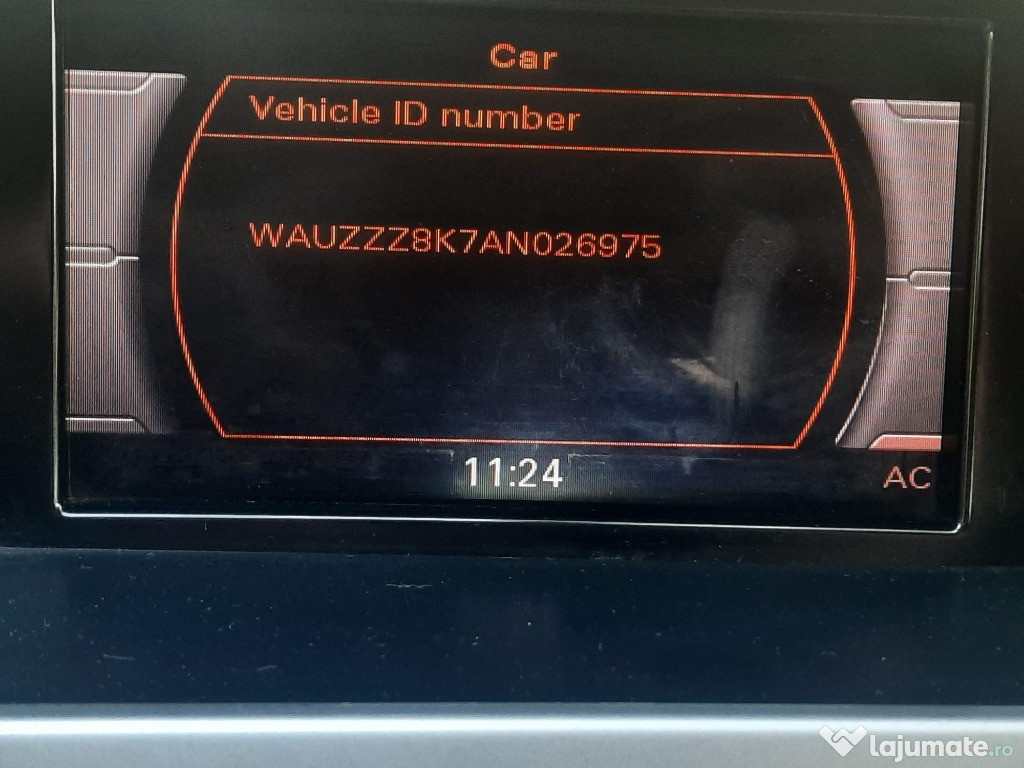 Car
Vehicle ID number
WAUZZZ8K7AN026975
11:24
AC
lajumate.ro